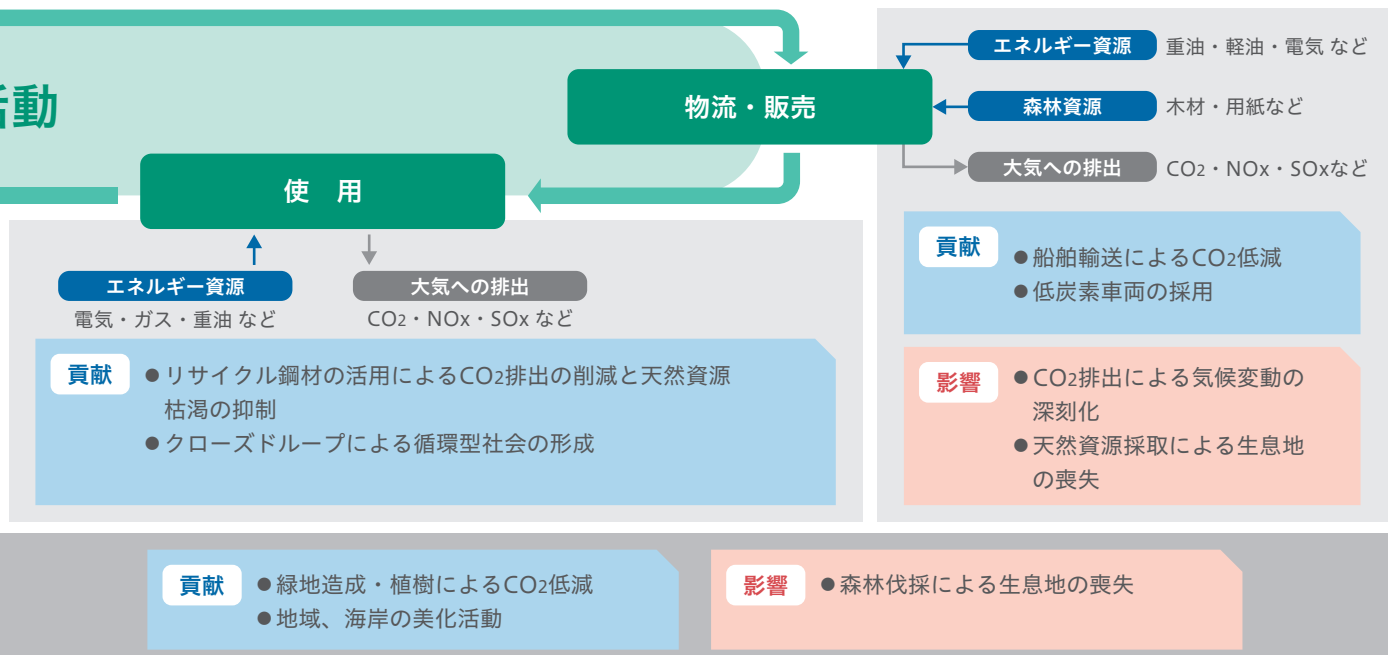 活動
物流・販売
エネルギー資源 重油・軽油・電気 など
森林資源 木材・用紙など
大気への排出 CO2・NOx・SOxなど
貢献
●船舶輸送によるCO2低減
●低炭素車両の採用
影響
●CO2排出による気候変動の
深刻化
●天然資源採取による生息地
の喪失
使 用
エネルギー資源
電気・ガス・重油 など
大気への排出
CO2・NOx・SOx など
貢献
●リサイクル鋼材の活用によるCO2排出の削減と天然資源
枯渇の抑制
●クローズドループによる循環型社会の形成
貢献
●緑地造成・植樹によるCO2低減
●地域、海岸の美化活動
影響
●森林伐採による生息地の喪失